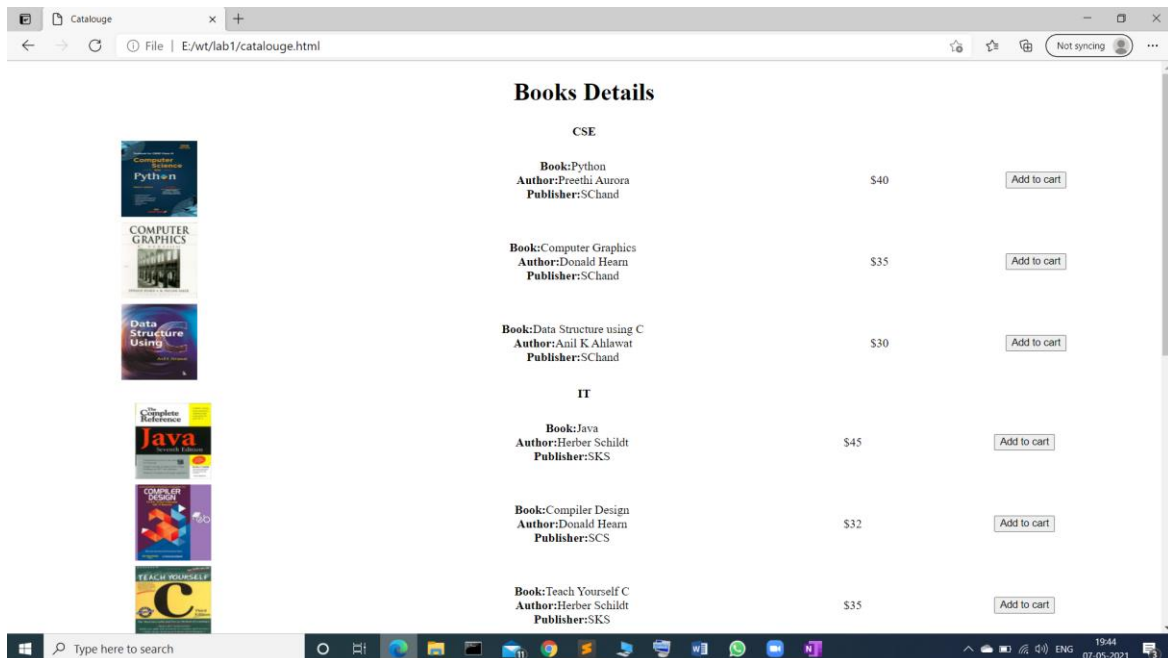 Catalouge
File | E:/wt/lab1/catalouge.html
Not syncing
Books Details
CSE
Computer
Science
Python
Book:Python
Author:Preethi Aurora
Publisher:SChand
$40
Add to cart
COMPUTER
GRAPHICS
Book:Computer Graphics
Author:Donald Hearn
Publisher:SChand
$35
Add to cart
Data
Structure
Using
C
Book:Data Structure using C
Author:Anil K Ahlawat
Publisher:SChand
$30
Add to cart
IT
The
Complete
Reference
Java
Seventh Edition
Book:Java
Author:Herber Schildt
Publisher:SKS
$45
Add to cart
COMPILER
DESIGN
Book:Compiler Design
Author:Donald Hearn
Publisher:SCS
$32
Add to cart
TEACH YOURSELF
C
Book:Teach Yourself C
Author:Herber Schildt
Publisher:SKS
$35
Add to cart
Type here to search
11
ENG
19:44
07-05-2021
3